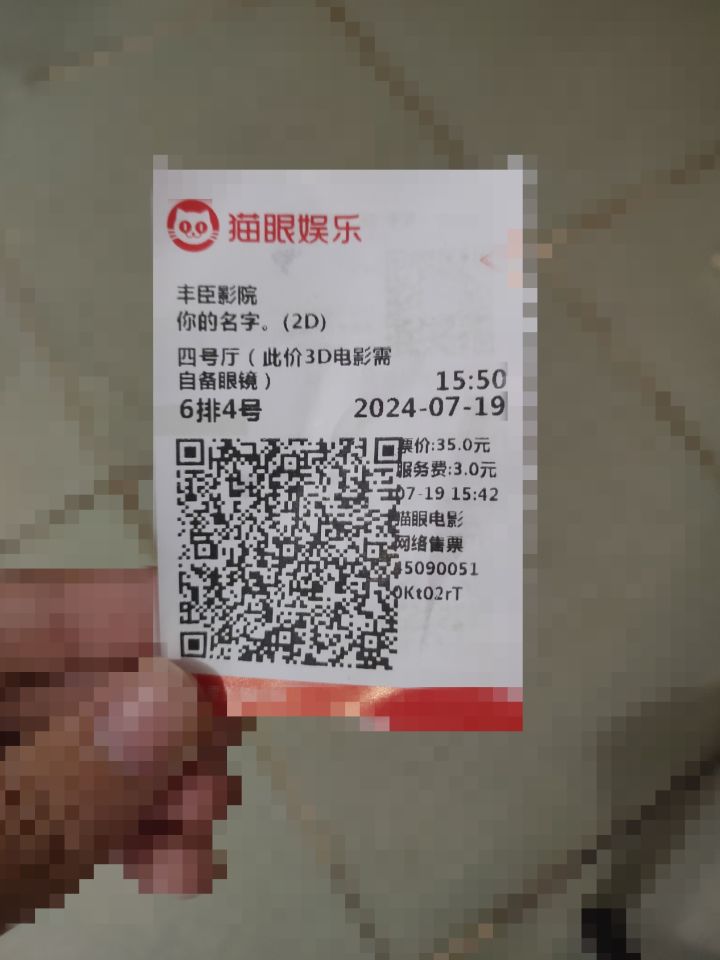 猫眼娱乐
丰臣影院
你的名字。(2D)
四号厅（此价3D电影需
自备眼镜）
15:50
6排4号
2024-07-19
票价:35.0元
服务费:3.0元
07-19 15:42
猫眼电影
网络售票
45090051
0Kt02rT